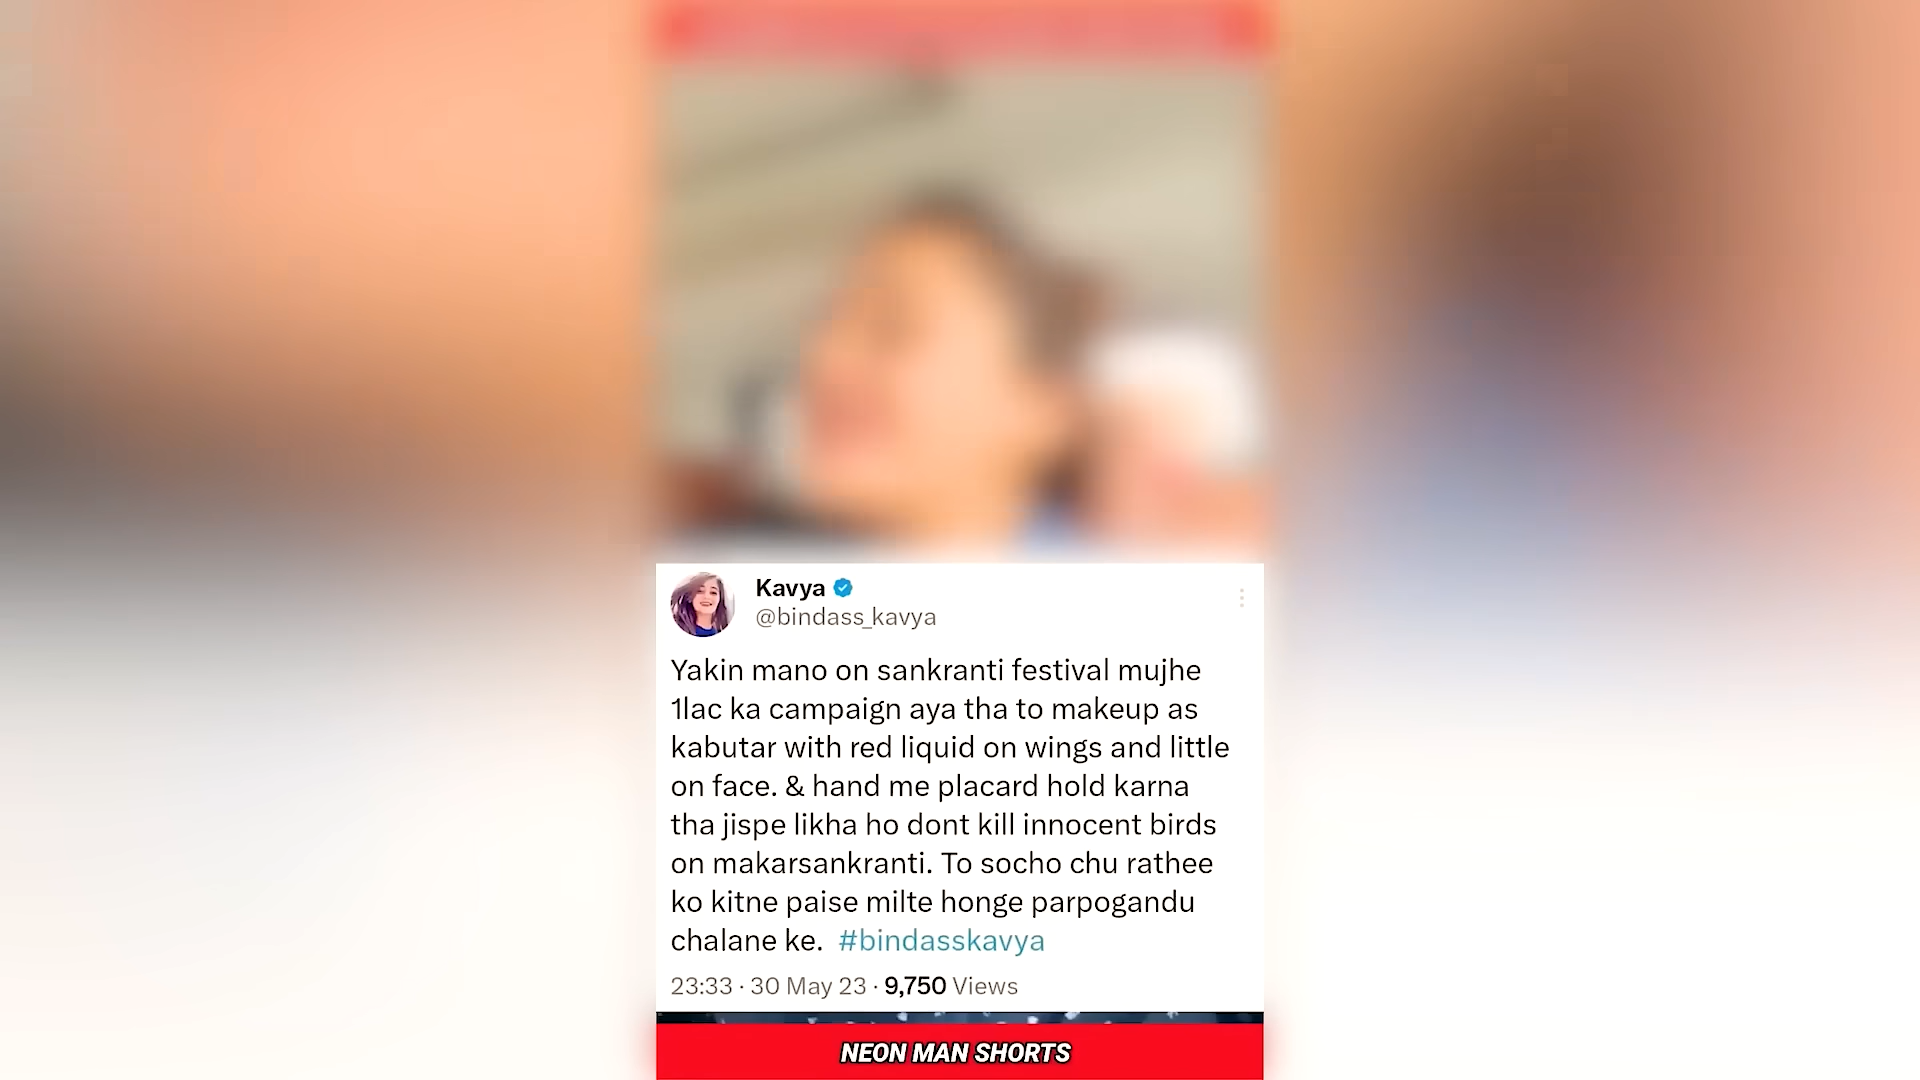 Kavya
@bindass_kavya
Yakin mano on sankranti festival mujhe
1lac ka campaign aya tha to makeup as
kabutar with red liquid on wings and little
on face. & hand me placard hold karna
tha jispe likha ho dont kill innocent birds
on makarsankranti. To socho chu rathee
ko kitne paise milte honge parpogandu
chalane ke. #bindasskavya
23:33 · 30 May 23 · 9,750 Views
NEON MAN SHORTS